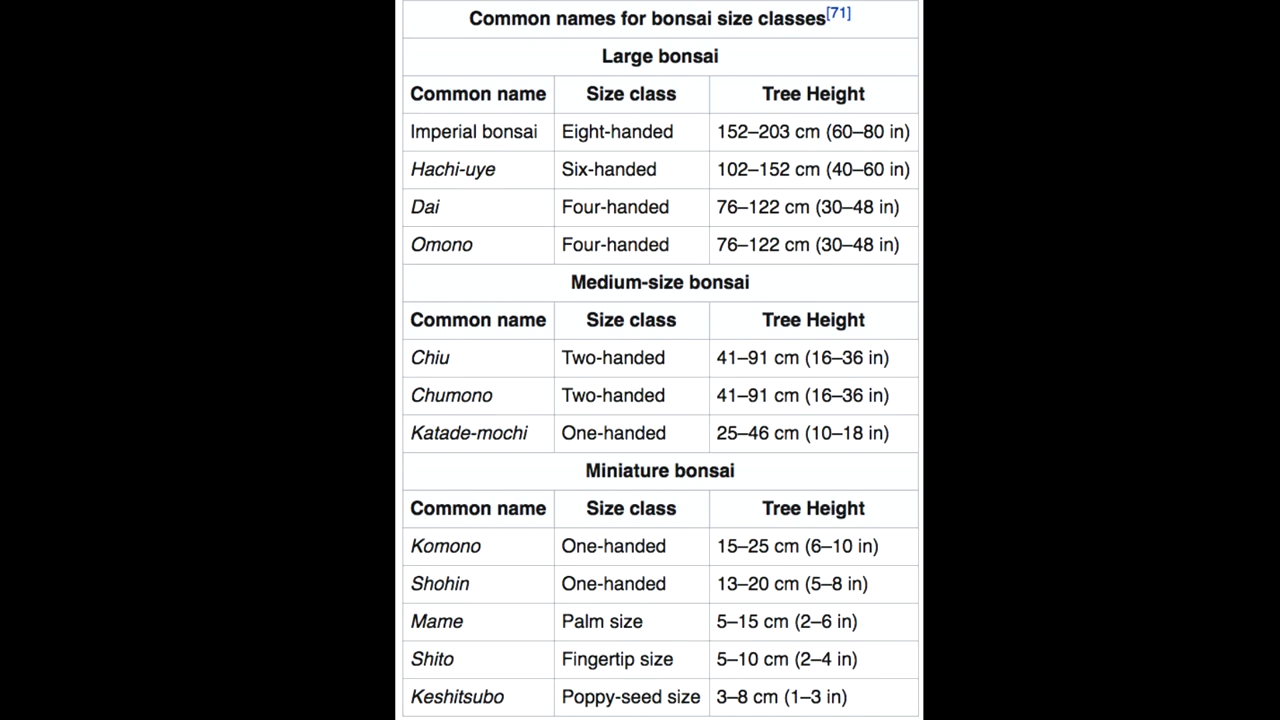 Common names for bonsai size classes[71]
Large bonsai
Common name Size class Tree Height
Imperial bonsai Eight-handed 152–203 cm (60–80 in)
Hachi-uye Six-handed 102–152 cm (40–60 in)
Dai Four-handed 76–122 cm (30–48 in)
Omono Four-handed 76–122 cm (30–48 in)
Medium-size bonsai
Common name Size class Tree Height
Chiu Two-handed 41–91 cm (16–36 in)
Chumono Two-handed 41–91 cm (16–36 in)
Katade-mochi One-handed 25–46 cm (10–18 in)
Miniature bonsai
Common name Size class Tree Height
Komono One-handed 15–25 cm (6–10 in)
Shohin One-handed 13–20 cm (5–8 in)
Mame Palm size 5–15 cm (2–6 in)
Shito Fingertip size 5–10 cm (2–4 in)
Keshitsubo Poppy-seed size 3–8 cm (1–3 in)